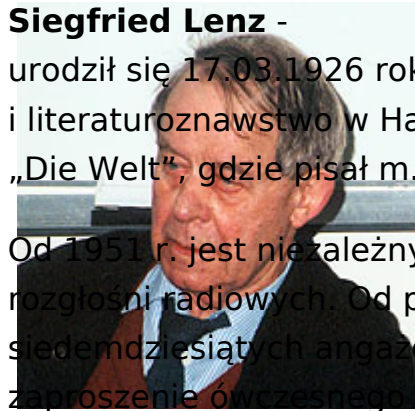 Siegfried Lenz -
urodził się 17.03.1926 rok
i literaturoznawstwo w Ha
„Die Welt”, gdzie pisał m.
Od 1951 r. jest niezależny
rozgłośni radiowych. Od p
siedemdziesiątych angażo
zaproszenie ówczesnego